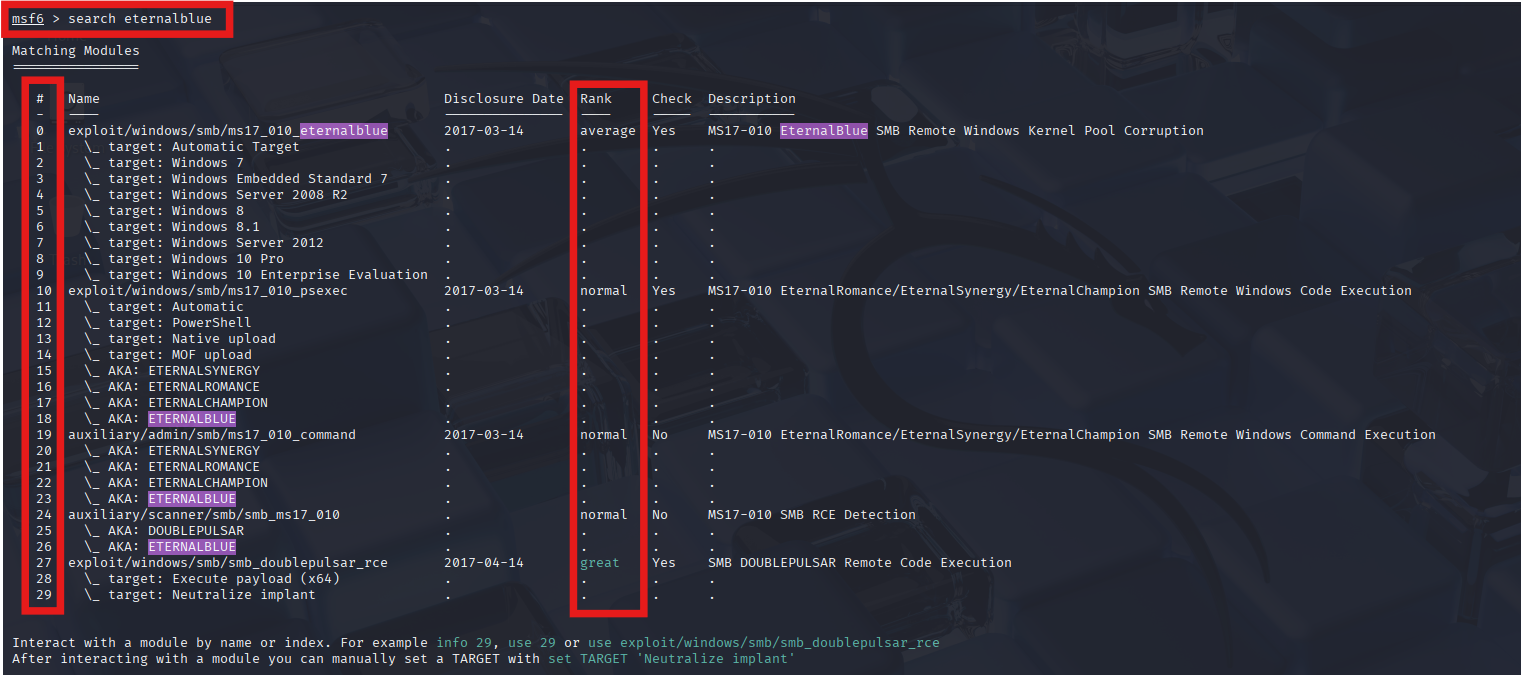 msf6 > search eternalblue
Matching Modules
================
# Name Disclosure Date Rank Check Description
- ---- --------------- ---- ----- -----------
0 exploit/windows/smb/ms17_010_eternalblue 2017-03-14 average Yes MS17-010 EternalBlue SMB Remote Windows Kernel Pool Corruption
1 \_ target: Automatic Target . . . .
2 \_ target: Windows 7 . . . .
3 \_ target: Windows Embedded Standard 7 . . . .
4 \_ target: Windows Server 2008 R2 . . . .
5 \_ target: Windows 8 . . . .
6 \_ target: Windows 8.1 . . . .
7 \_ target: Windows Server 2012 . . . .
8 \_ target: Windows 10 Pro . . . .
9 \_ target: Windows 10 Enterprise Evaluation . . . .
10 exploit/windows/smb/ms17_010_psexec 2017-03-14 normal Yes MS17-010 EternalRomance/EternalSynergy/EternalChampion SMB Remote Windows Code Execution
11 \_ target: Automatic . . . .
12 \_ target: PowerShell . . . .
13 \_ target: Native upload . . . .
14 \_ target: MOF upload . . . .
15 \_ AKA: ETERNALSYNERGY . . . .
16 \_ AKA: ETERNALROMANCE . . . .
17 \_ AKA: ETERNALCHAMPION . . . .
18 \_ AKA: ETERNALBLUE . . . .
19 auxiliary/admin/smb/ms17_010_command 2017-03-14 normal No MS17-010 EternalRomance/EternalSynergy/EternalChampion SMB Remote Windows Command Execution
20 \_ AKA: ETERNALSYNERGY . . . .
21 \_ AKA: ETERNALROMANCE . . . .
22 \_ AKA: ETERNALCHAMPION . . . .
23 \_ AKA: ETERNALBLUE . . . .
24 auxiliary/scanner/smb/smb_ms17_010 . normal No MS17-010 SMB RCE Detection
25 \_ AKA: DOUBLEPULSAR . . . .
26 \_ AKA: ETERNALBLUE . . . .
27 exploit/windows/smb/smb_doublepulsar_rce 2017-04-14 great Yes SMB DOUBLEPULSAR Remote Code Execution
28 \_ target: Execute payload (x64) . . . .
29 \_ target: Neutralize implant . . . .
Interact with a module by name or index. For example info 29, use 29 or use exploit/windows/smb/smb_doublepulsar_rce
After interacting with a module you can manually set a TARGET with set TARGET 'Neutralize implant'